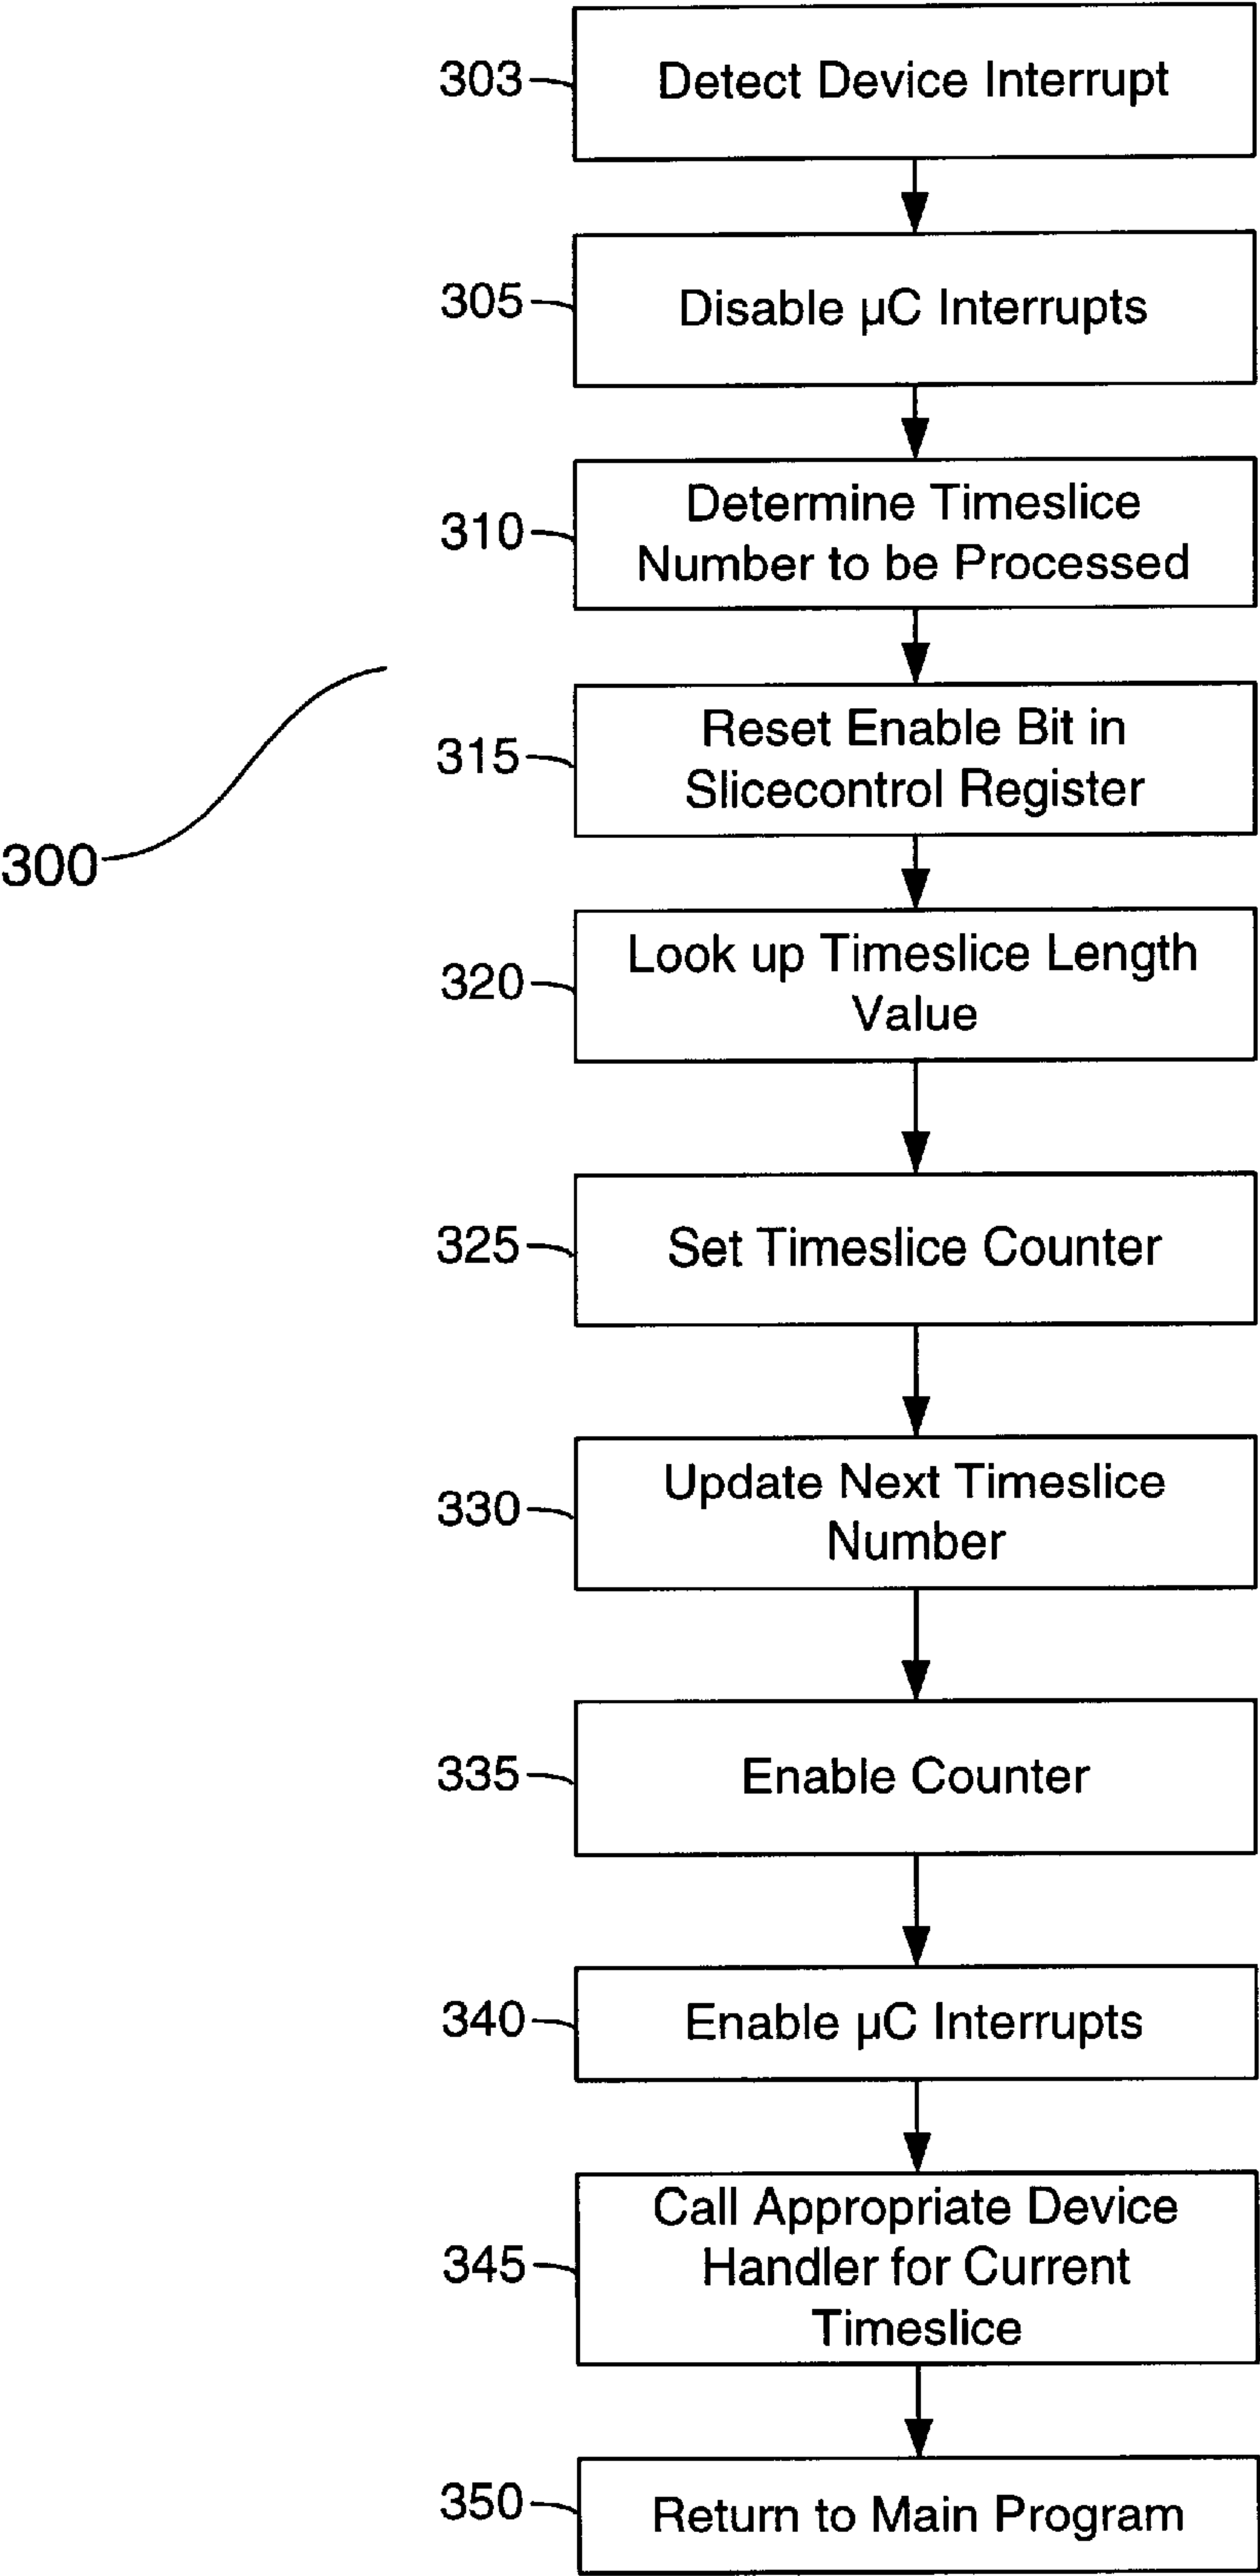 303
Detect Device Interrupt
305
Disable µC Interrupts
310
Determine Timeslice
Number to be Processed
315
Reset Enable Bit in
Slicecontrol Register
300
320
Look up Timeslice Length
Value
325
Set Timeslice Counter
330
Update Next Timeslice
Number
335
Enable Counter
340
Enable µC Interrupts
345
Call Appropriate Device
Handler for Current
Timeslice
350
Return to Main Program